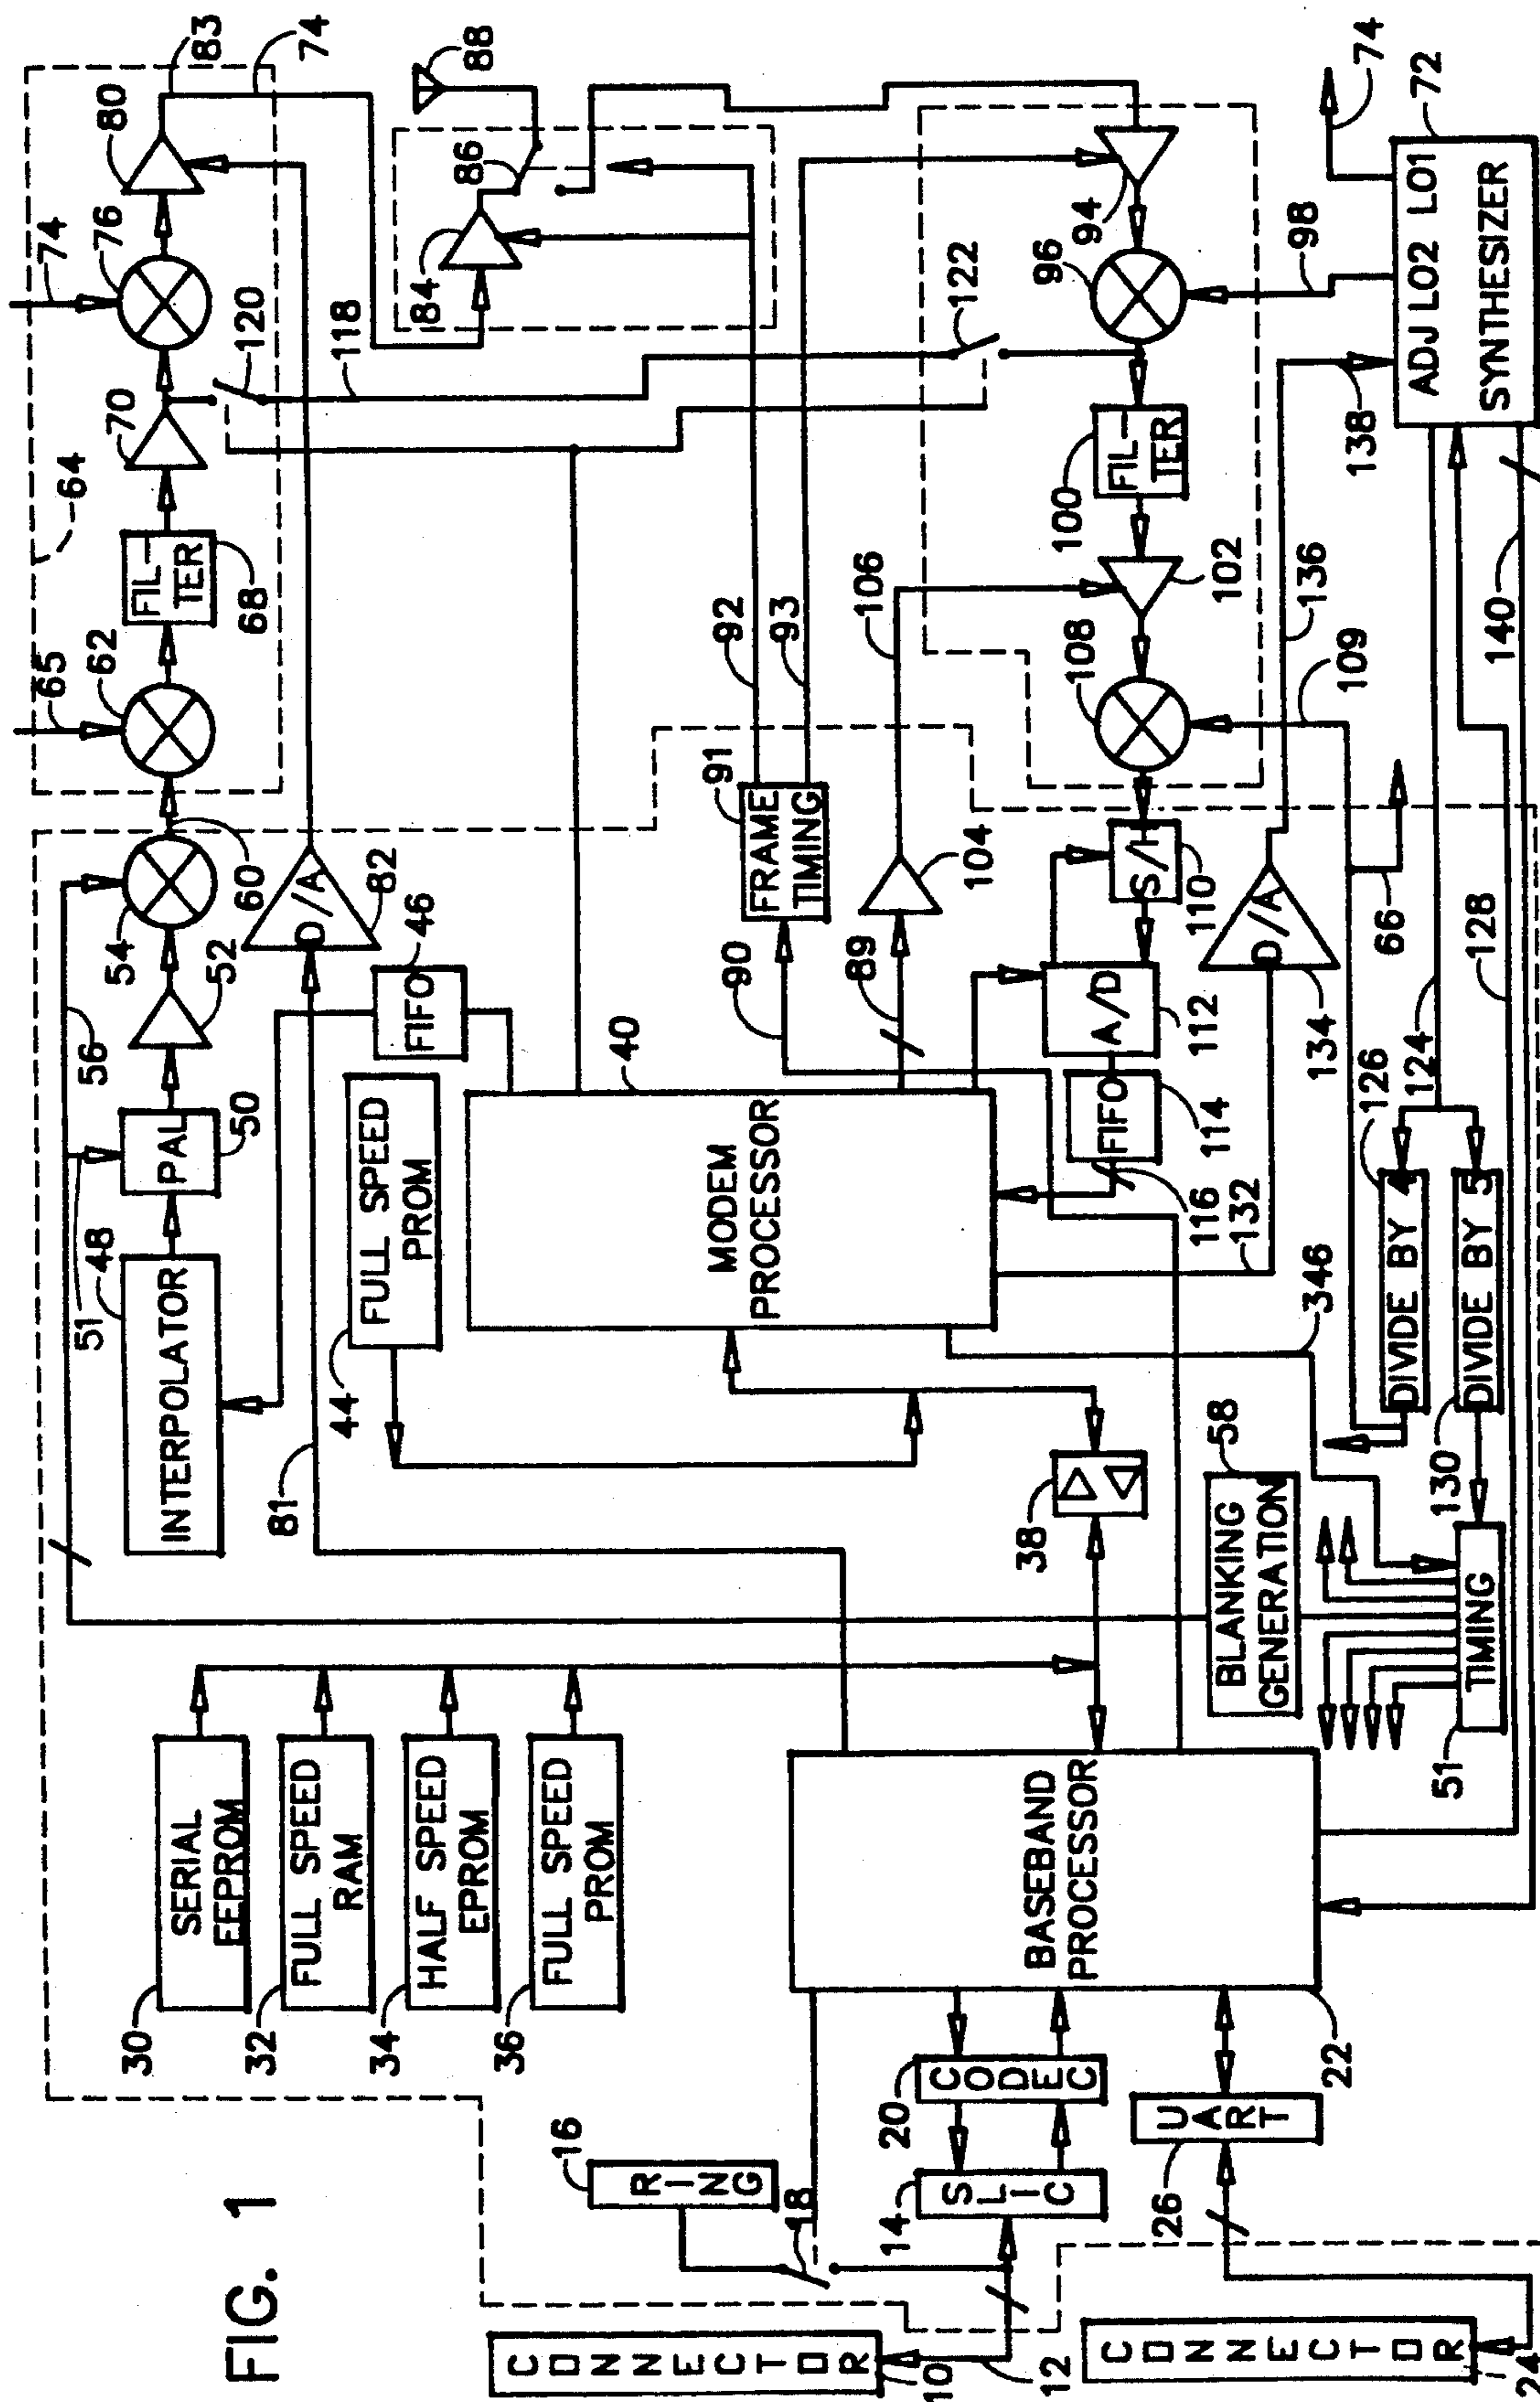 FIG. 1
30
SERIAL
EEPROM
32
FULL SPEED
RAM
34
HALF SPEED
EPROM
36
FULL SPEED
PROM
51
48
INTERPOLATOR
PAL
50
56
52
54
60
65
62
FIL-
TER
68
64
70
120
76
74
80
83
74
81
D/A
82
FIFO
46
44
FULL SPEED
PROM
118
84
86
88
40
MODEM
PROCESSOR
90
91
FRAME
TIMING
92
93
89
104
106
122
94
96
98
100
FIL-
TER
102
108
109
S/H
110
A/D
112
FIFO
114
116
132
346
D/A
134
136
138
16
RING
18
14
SLIC
20
CODEC
BASEBAND
PROCESSOR
22
26
UART
38
58
BLANKING
GENERATION
51
TIMING
130
DIVIDE BY 5
126
DIVIDE BY 4
124
66
128
140
ADJ LO2 LO1
SYNTHESIZER
72
74
CONNECTOR
10
12
CONNECTOR
24